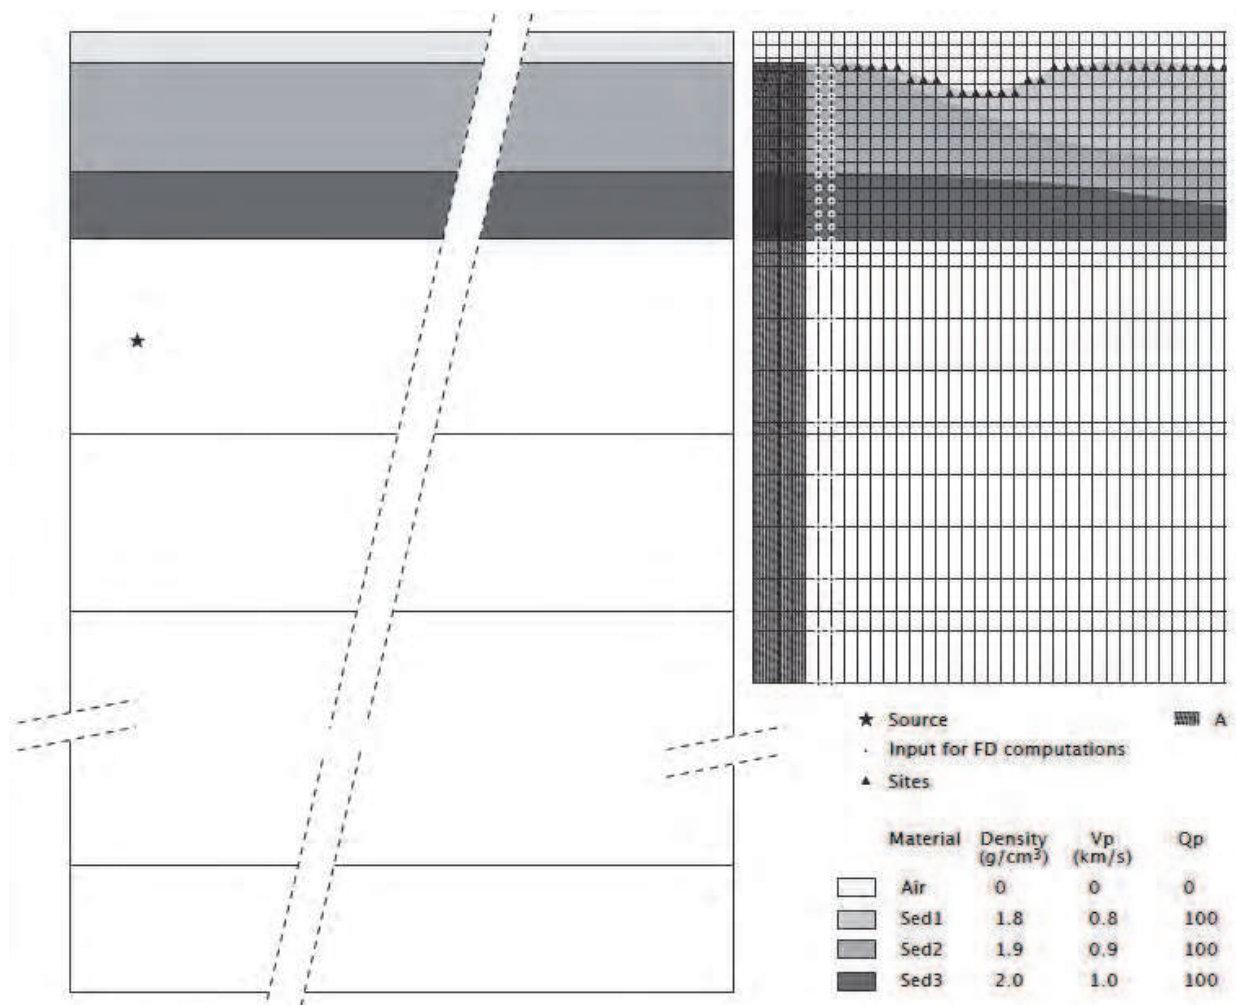 ★ Source A
Input for FD computations
▲ Sites
Material Density Vp Qp
(g/cm³) (km/s)
Air 0 0 0
Sed1 1.8 0.8 100
Sed2 1.9 0.9 100
Sed3 2.0 1.0 100